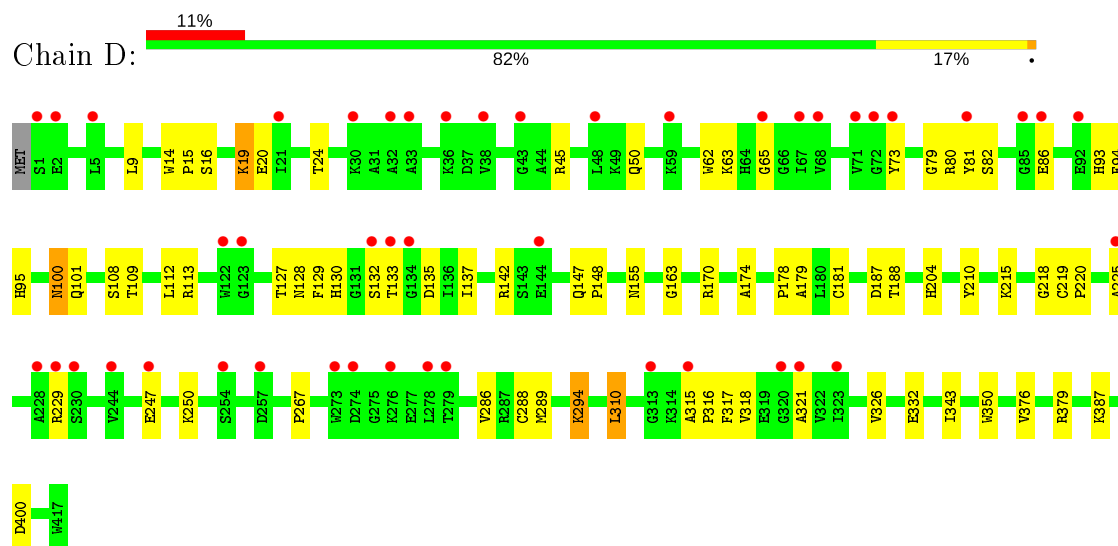 11%
Chain D:
82% 17% •
MET S1 E2 L5 L9 W14 P15 S16 K19 E20 I21 T24 K30 A31 A32 A33 K36 D37 V38 G43 A44 R45 L48 K49 Q50 K59 W62 K63 H64 G65 G66 I67 V68 V71 G72 Y73 G79 R80 Y81 S82 G85 E86 E92 H93 F94
H95 N100 Q101 S108 T109 L112 R113 W122 G123 T127 N128 F129 H130 G131 S132 T133 G134 D135 I136 I137 R142 S143 E144 Q147 P148 N155 G163 R170 A174 P178 A179 L180 C181 D187 T188 H204 Y210 K215 G218 C219 P220 A225
A228 R229 S230 V244 E247 K250 S254 D257 P267 W273 D274 G275 K276 E277 L278 T279 V286 R287 C288 M289 K294 L310 G313 K314 A315 P316 F317 V318 E319 G320 A321 V322 I323 V326 E332 I343 W350 V376 R379 K387
D400 W417